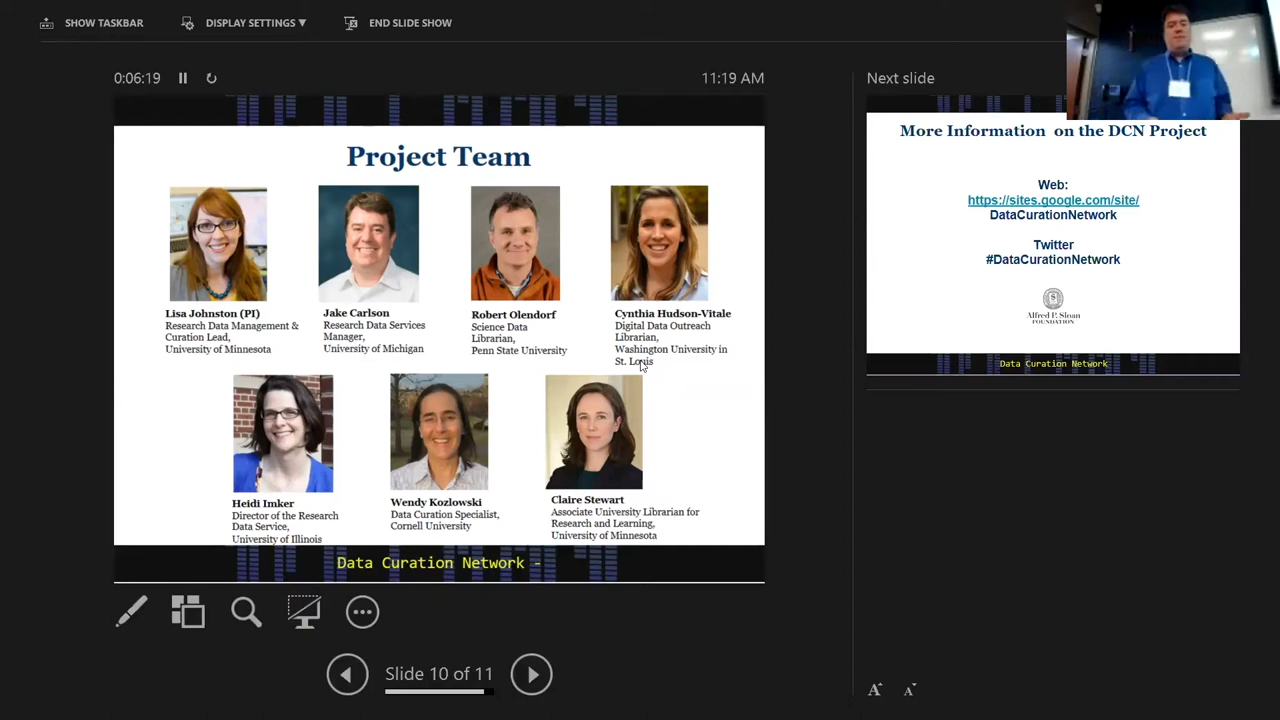 SHOW TASKBAR
DISPLAY SETTINGS ▼
END SLIDE SHOW
0:06:19
11:19 AM
Project Team
Lisa Johnston (PI)
Research Data Management &
Curation Lead,
University of Minnesota
Jake Carlson
Research Data Services
Manager,
University of Michigan
Robert Olendorf
Science Data
Librarian,
Penn State University
Cynthia Hudson-Vitale
Digital Data Outreach
Librarian,
Washington University in
St. Louis
Heidi Imker
Director of the Research
Data Service,
University of Illinois
Wendy Kozlowski
Data Curation Specialist,
Cornell University
Claire Stewart
Associate University Librarian for
Research and Learning,
University of Minnesota
Data Curation Network -
Slide 10 of 11
Next slide
More Information on the DCN Project
Web:
https://sites.google.com/site/
DataCurationNetwork
Twitter
#DataCurationNetwork
Alfred P. Sloan
FOUNDATION
Data Curation Network
A A